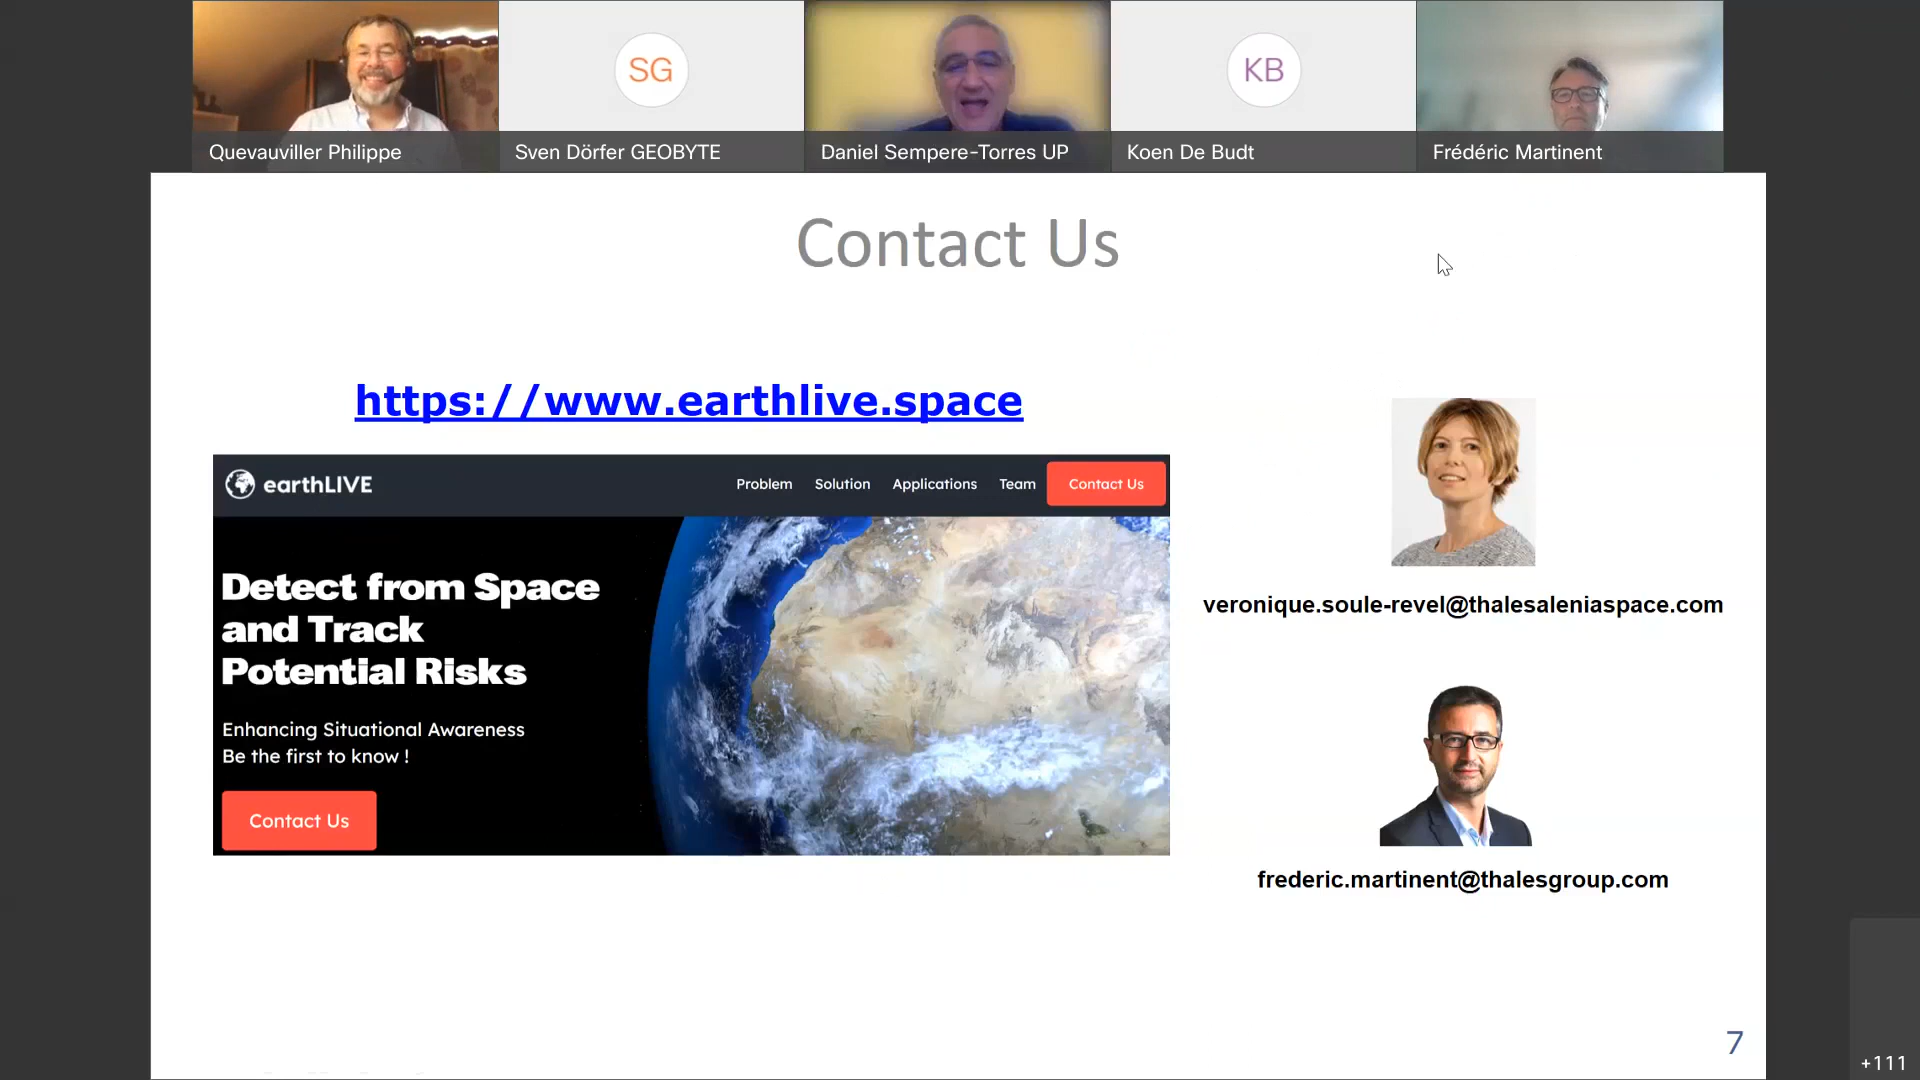 Quevauviller Philippe
SG
Sven Dörfer GEOBYTE
Daniel Sempere-Torres UP
KB
Koen De Budt
Frédéric Martinent
Contact Us
https://www.earthlive.space
earthLIVE
Problem Solution Applications Team Contact Us
Detect from Space
and Track
Potential Risks
Enhancing Situational Awareness
Be the first to know !
Contact Us
veronique.soule-revel@thalesaleniaspace.com
frederic.martinent@thalesgroup.com
7
+111